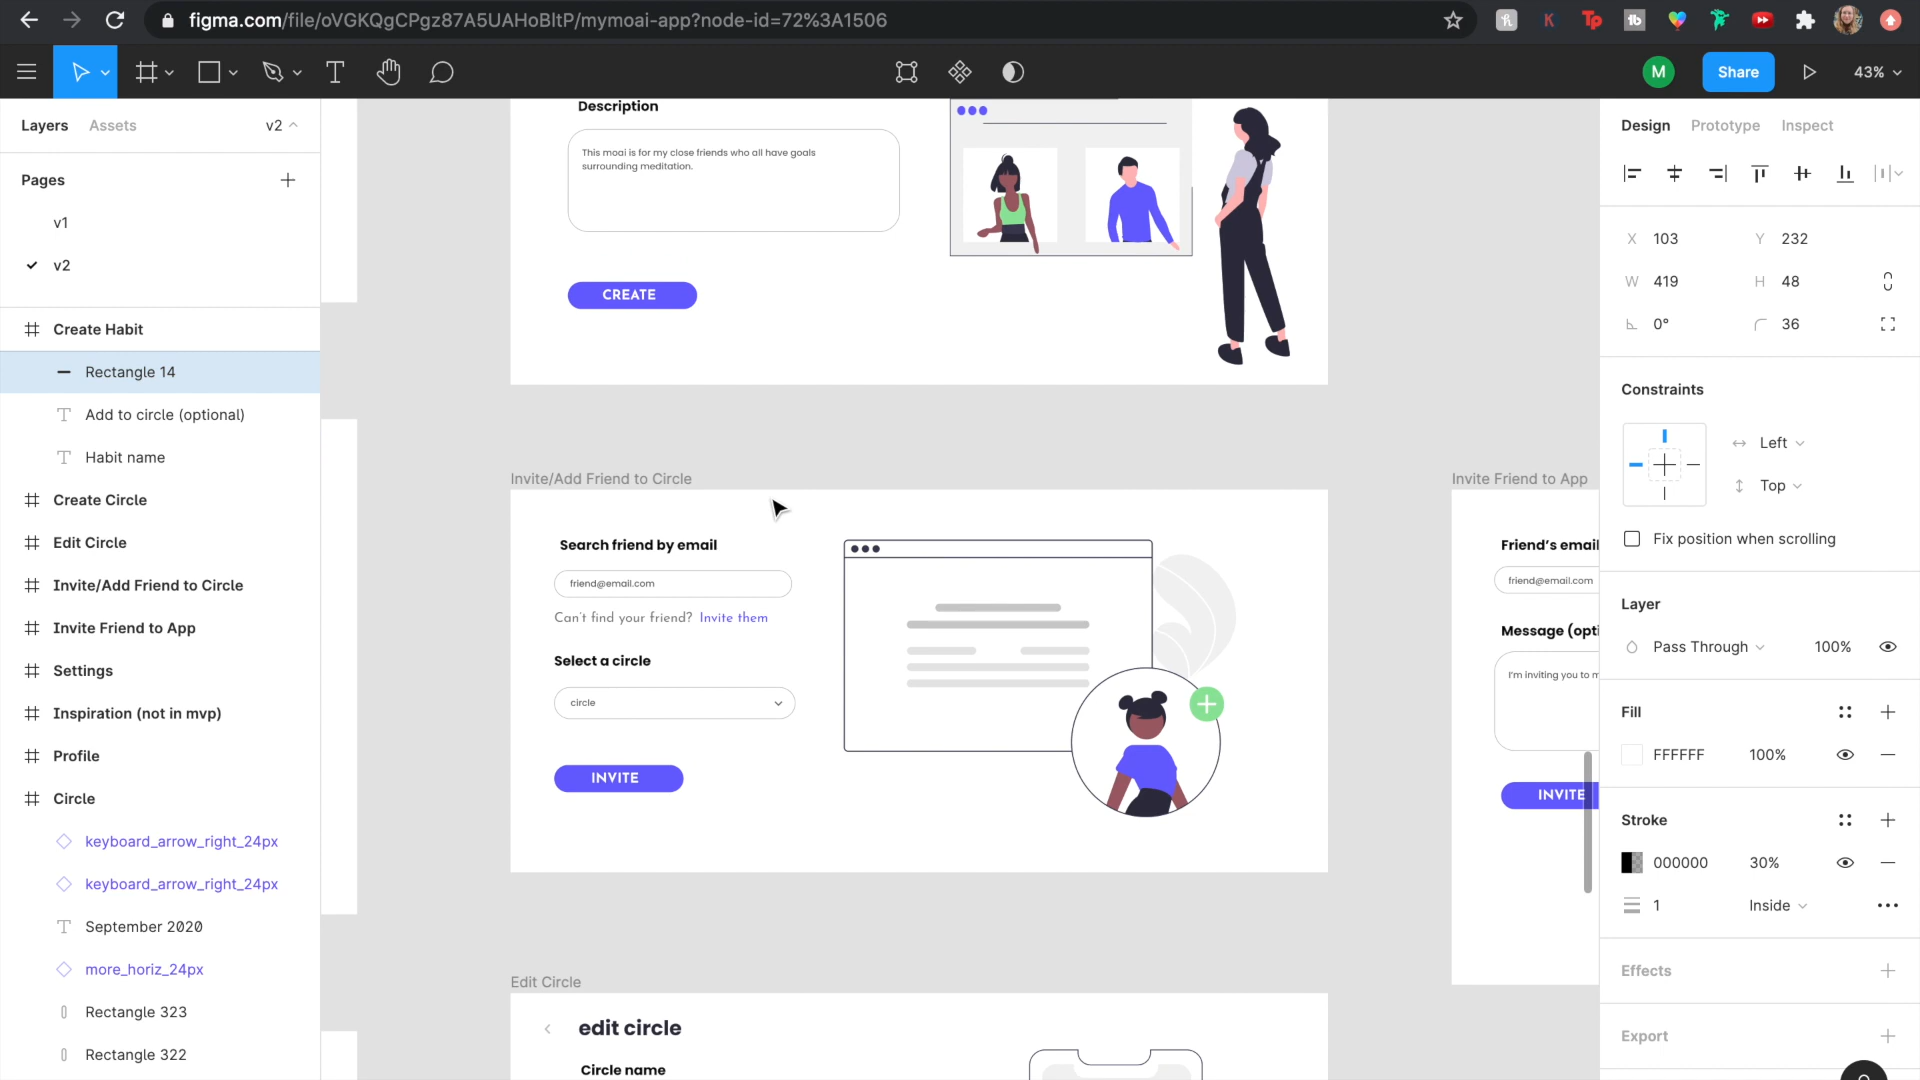 figma.com/file/oVGKQgCPgz87A5UAHoBltP/mymoai-app?node-id=72%3A1506
M
Share
43%
Layers
Assets
v2
Pages
v1
v2
Create Habit
Rectangle 14
Add to circle (optional)
Habit name
Create Circle
Edit Circle
Invite/Add Friend to Circle
Invite Friend to App
Settings
Inspiration (not in mvp)
Profile
Circle
keyboard_arrow_right_24px
keyboard_arrow_right_24px
September 2020
more_horiz_24px
Rectangle 323
Rectangle 322
Description
This moai is for my close friends who all have goals
surrounding meditation.
CREATE
Invite/Add Friend to Circle
Search friend by email
friend@email.com
Can't find your friend? Invite them
Select a circle
circle
INVITE
Edit Circle
edit circle
Circle name
Invite Friend to App
Friend's email
friend@email.com
Message (opti
I'm inviting you to m
INVITE
Design
Prototype
Inspect
X 103
Y 232
W 419
H 48
0°
36
Constraints
Left
Top
Fix position when scrolling
Layer
Pass Through
100%
Fill
FFFFFF
100%
Stroke
000000
30%
1
Inside
Effects
Export